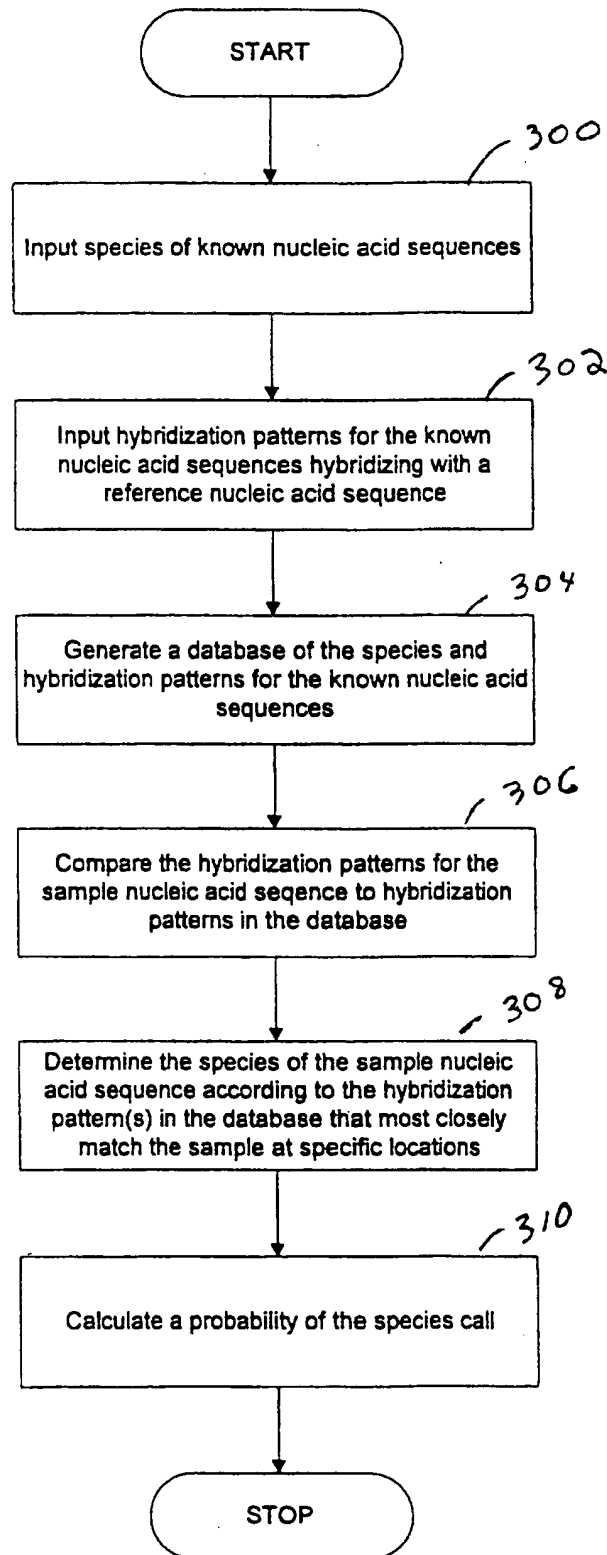 START
300
Input species of known nucleic acid sequences
302
Input hybridization patterns for the known
nucleic acid sequences hybridizing with a
reference nucleic acid sequence
304
Generate a database of the species and
hybridization patterns for the known nucleic acid
sequences
306
Compare the hybridization patterns for the
sample nucleic acid seqence to hybridization
patterns in the database
308
Determine the species of the sample nucleic
acid sequence according to the hybridization
pattern(s) in the database that most closely
match the sample at specific locations
310
Calculate a probability of the species call
STOP